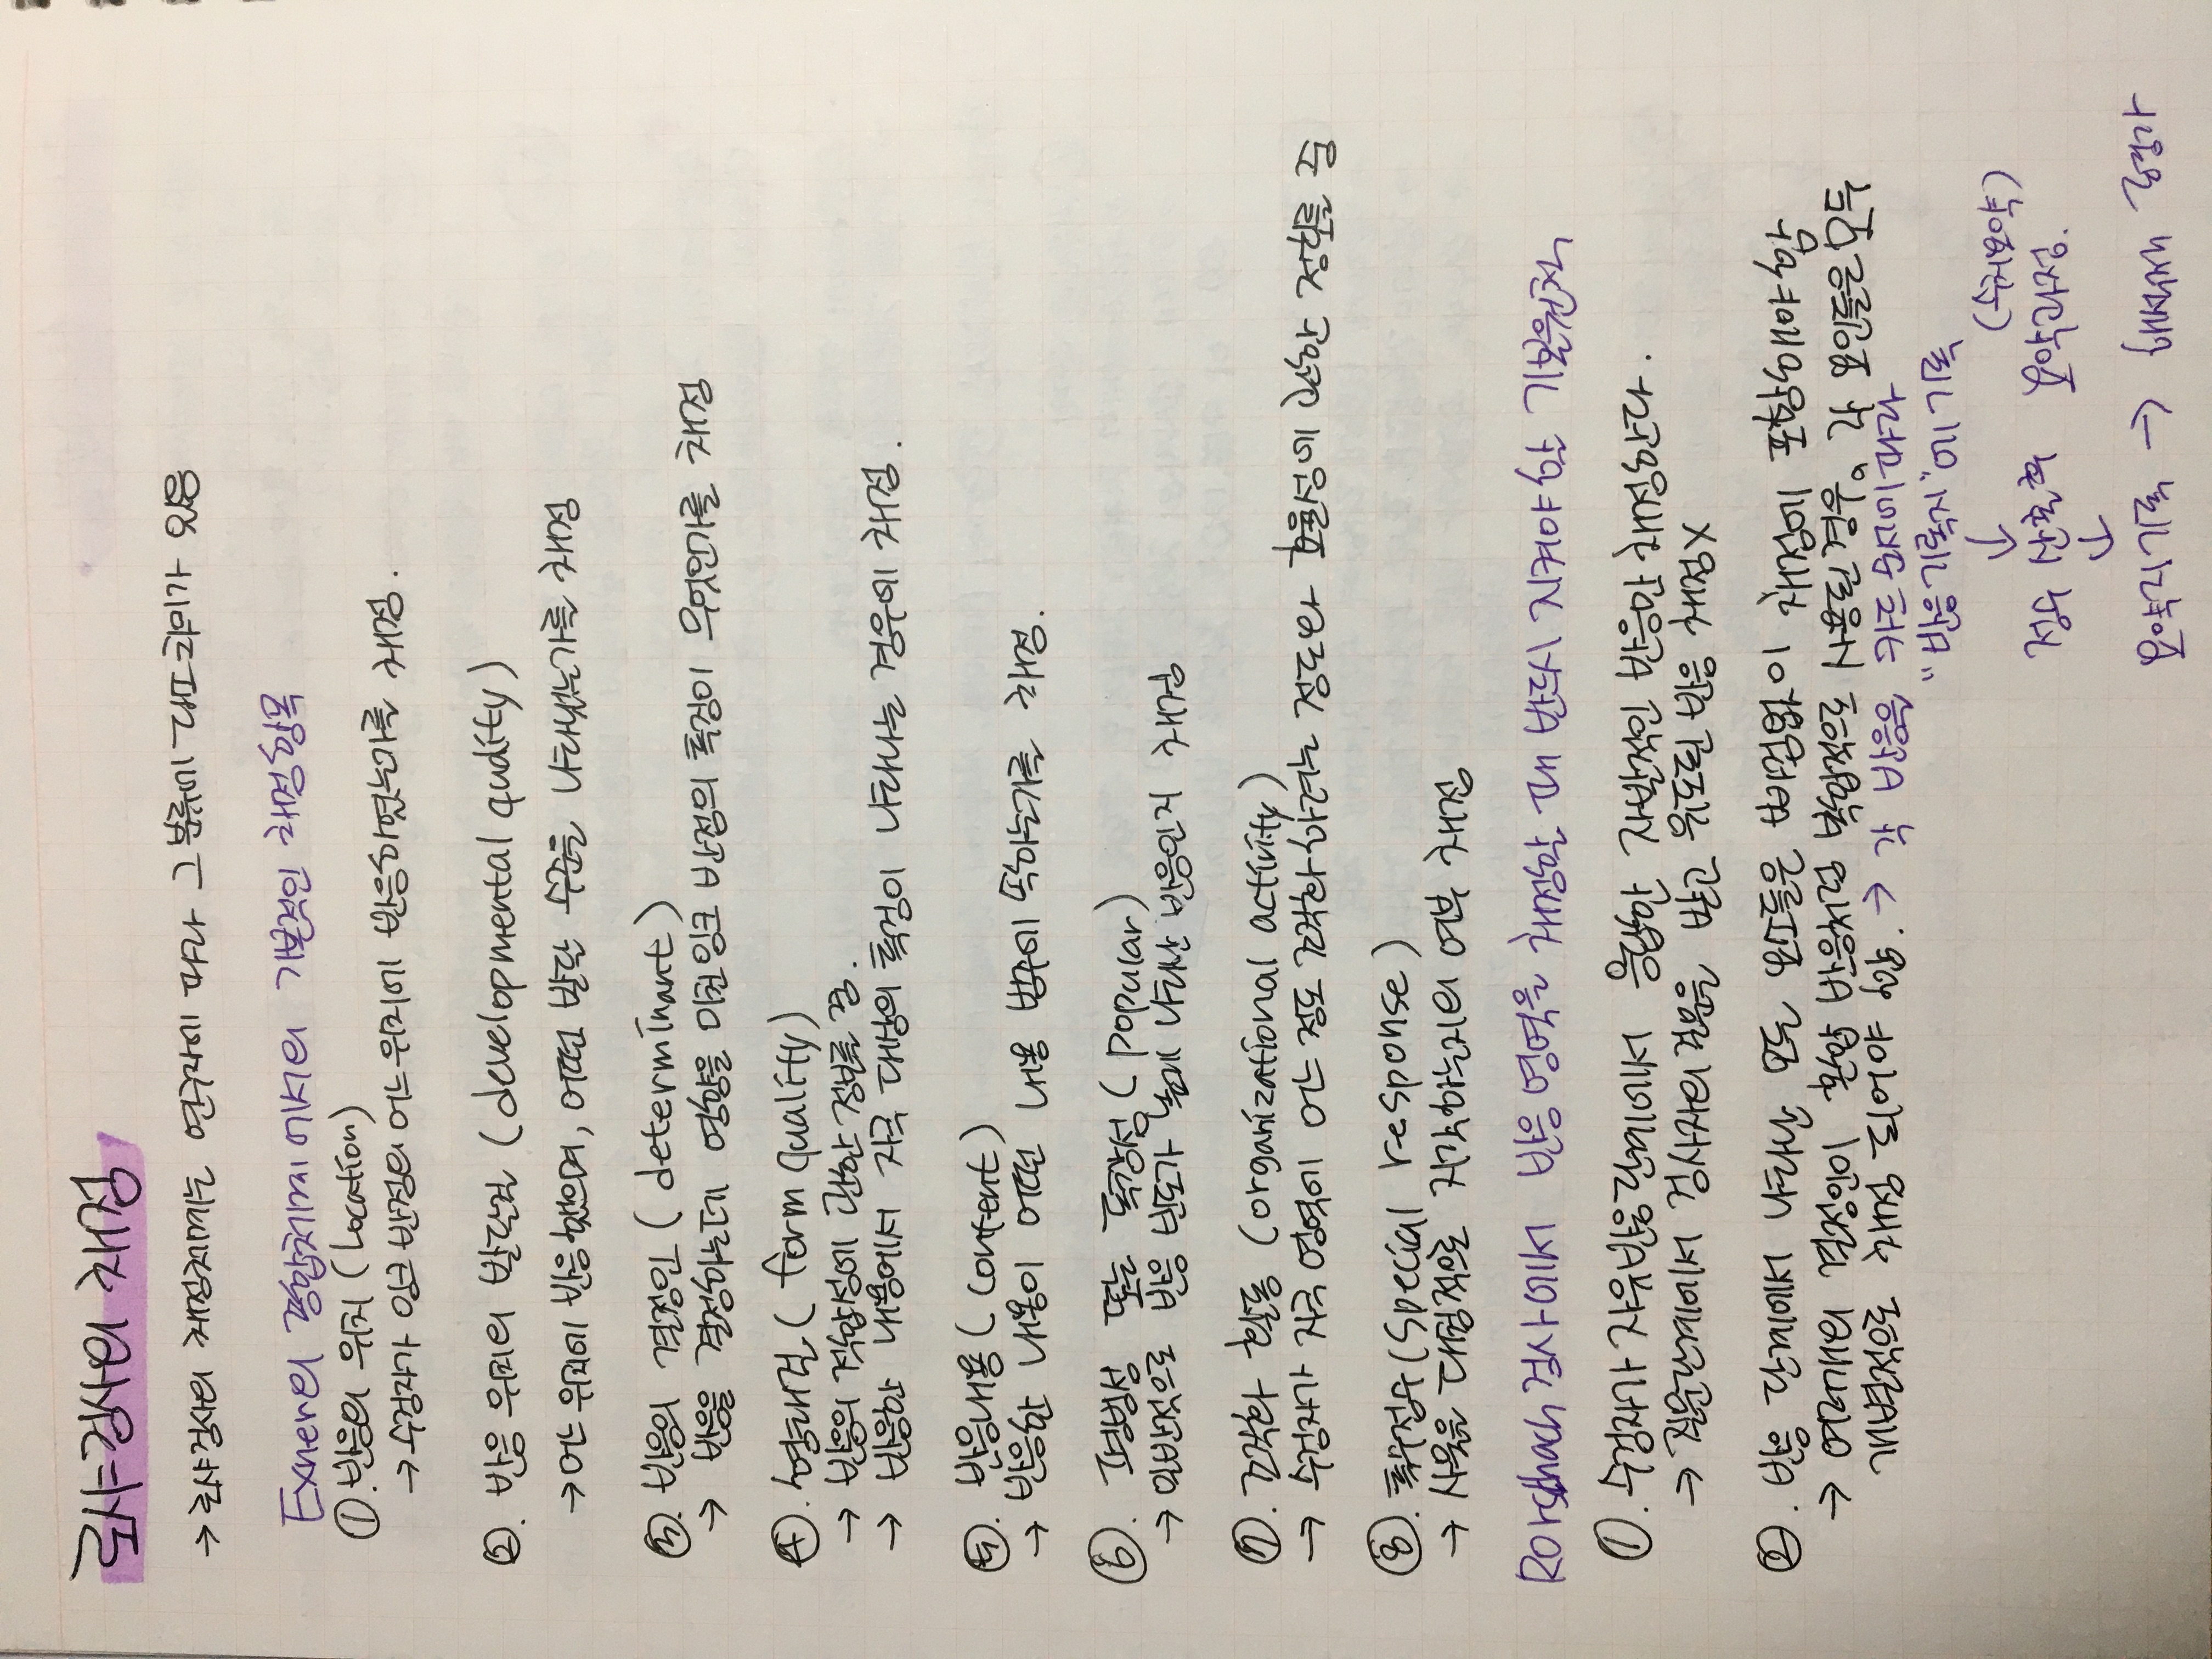 로샤검사의 채점
→ 로샤검사의 채점체계는 연구자에 따라 그 분류에 다소 차이가 있음
Exner의 종합체계에서의 기본적인 채점항목
①. 반응의 위치 (Location)
→ 수검자가 잉크 반점의 어느 위치에 반응하였는가를 채점.
②. 반응 위치의 발달질 (developmental qudity)
→ 어느 위치에 반응했으며, 어떤 발달 수준을 나타냈는가를 채점
③. 반응의 결정인 (determinant)
→ 반응을 결정하는데 영향을 미친 잉크 반점의 특징이 무엇인가를 채점
④. 형태질 (form quality)
→ 반응의 적합성에 관한 정보를 줌.
→ 반응한 내용에서 자극 대상의 특징이 나타나는 경우에 채점.
⑤. 반응내용 (content)
→ 반응한 내용이 어떤 내용 범주에 속하는가를 채점.
⑥. 평범성 또는 독창성 (popular)
→ 일반적으로 반응 빈도가 높게 나타난 반응인지 채점
⑦. 조직화 활동 (organizational activity)
→ 수검자가 자극 영역에 어느 정도 조직화 하려는 정도와 효율성에 관한 정보를 줌
⑧. 특수점수 (special response)
→ 사물을 대칭적으로 지각하는지의 여부 채점
Rorschach 검사에서 반응영역을 채점할 때 반드시 지켜야 할 기본원칙
①. 수검자가 자유반응단계에서 응답한 자발적인 반응만 채점한다.
→ 질문단계에서 검사자의 질문을 받고 유도된 반응 채점X
②. 반응 단계에서 나타난 모든 요소들은 빠짐없이 채점에 포함해야 함
→ 여러개의 결정인이 혼합 반응처럼 복합적으로 사용된 경우. 각 요인들은 모두
개별적으로 채점 되어야 함. → 각 반응을 카드 순서에 따라
"반응기록지"에 기록
↓ (수치요약)
점수 산출후 요약과정.
↓
요약지 기록 → 평가